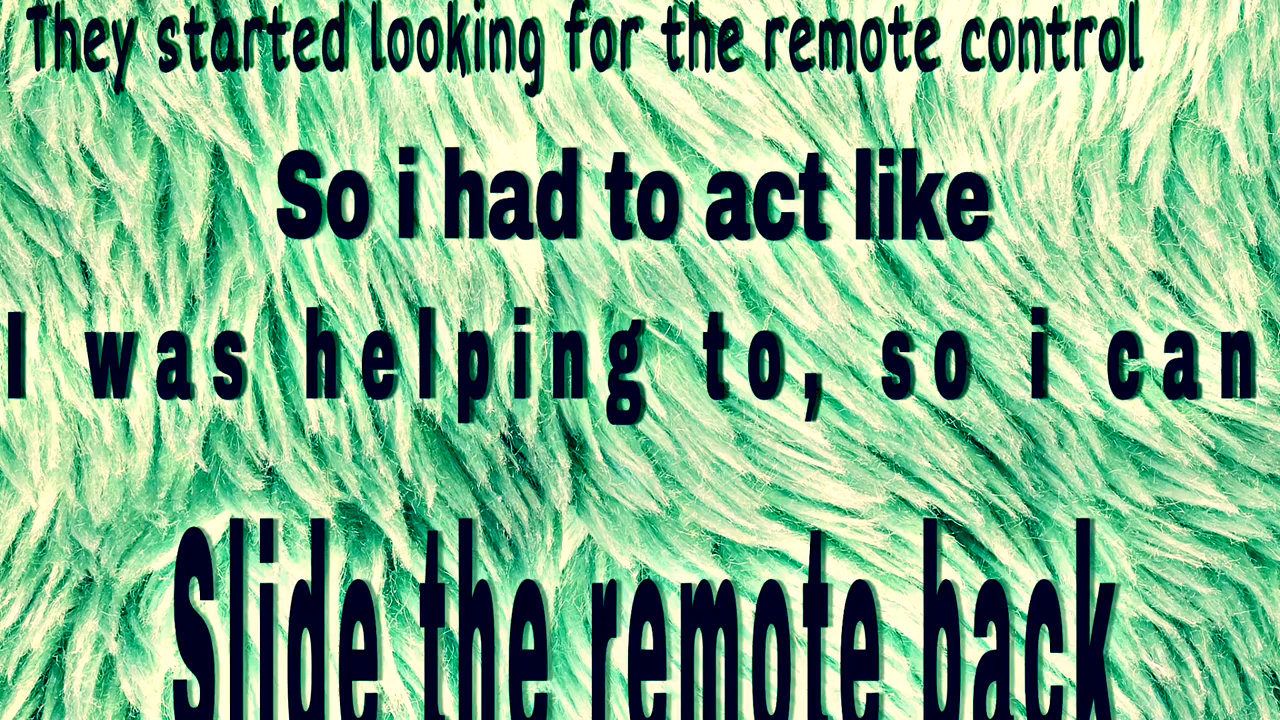 They started looking for the remote control
So i had to act like
I was helping to, so i can
Slide the remote back